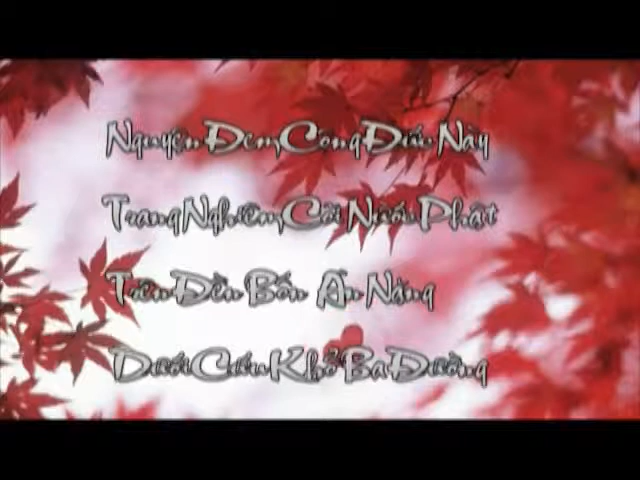 Nguyện Đem Công Đức Này
Trang Nghiêm Cõi Nước Phật
Trên Đền Bốn Ân Nặng
Dưới Cứu Khổ Ba Đường